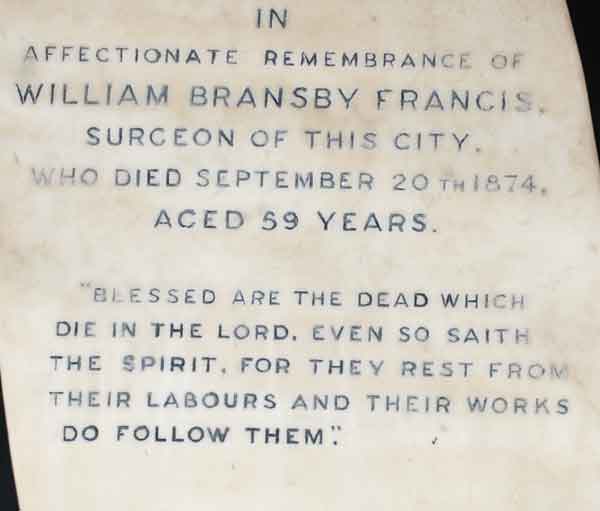 IN
AFFECTIONATE REMEMBRANCE OF
WILLIAM BRANSBY FRANCIS,
SURGEON OF THIS CITY,
WHO DIED SEPTEMBER 20TH 1874,
AGED 59 YEARS.
"BLESSED ARE THE DEAD WHICH
DIE IN THE LORD. EVEN SO SAITH
THE SPIRIT, FOR THEY REST FROM
THEIR LABOURS AND THEIR WORKS
DO FOLLOW THEM".